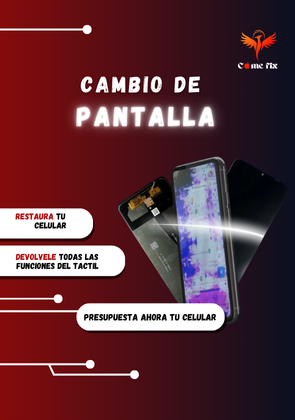 Come fix
CAMBIO DE
PANTALLA
RESTAURA TU
CELULAR
DEVOLVELE TODAS LAS
FUNCIONES DEL TACTIL
PRESUPUESTA AHORA TU CELULAR